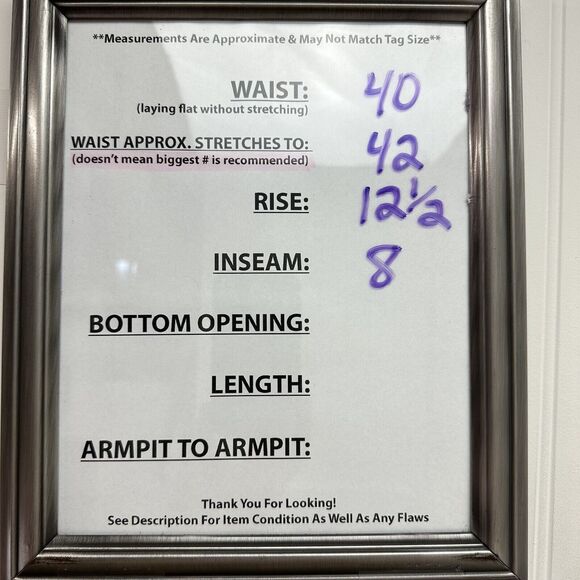 **Measurements Are Approximate & May Not Match Tag Size**
WAIST: 40
(laying flat without stretching)
WAIST APPROX. STRETCHES TO: 42
(doesn't mean biggest # is recommended)
RISE: 12 1/2
INSEAM: 8
BOTTOM OPENING:
LENGTH:
ARMPIT TO ARMPIT:
Thank You For Looking!
See Description For Item Condition As Well As Any Flaws